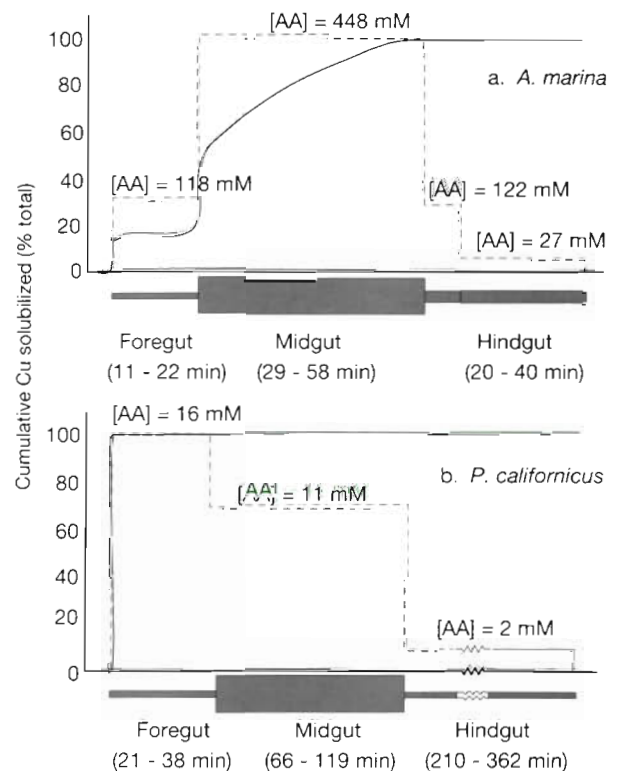 [AA] = 448 mM
100
a. A. marina
80
60
40
[AA] = 118 mM
[AA] = 122 mM
20
[AA] = 27 mM
0
Foregut
Midgut
Hindgut
(11 - 22 min)
(29 - 58 min)
(20 - 40 min)
Cumulative Cu solubilized (% total)
[AA] = 16 mM
100
b. P. californicus
80
[AA] = 11 mM
60
40
20
[AA] = 2 mM
0
Foregut
Midgut
Hindgut
(21 - 38 min)
(66 - 119 min)
(210 - 362 min)